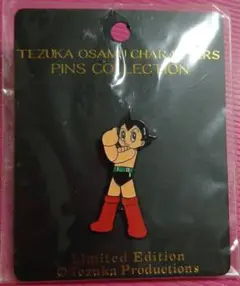 TEZUKA OSAMU CHARACTERS
PINS COLLECTION
Limited Edition
©Tezuka Productions